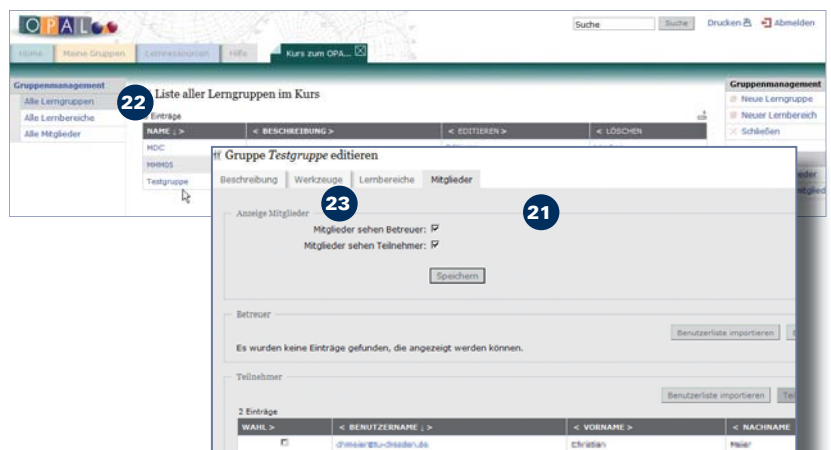 OPAL
Suche Suche Drucken Abmelden
Home Meine Gruppen Lernressourcen Hilfe Kurs zum OPA...
Gruppenmanagement
Alle Lerngruppen
Alle Lernbereiche
Alle Mitglieder
22
Liste aller Lerngruppen im Kurs
Einträge
NAME ↓ > < BESCHREIBUNG > < EDITIEREN > < LÖSCHEN
MDC
MHMDS
Testgruppe
Gruppenmanagement
Neue Lerngruppe
Neuer Lernbereich
Schließen
Gruppe Testgruppe editieren
Beschreibung Werkzeuge Lernbereiche Mitglieder
23
21
Anzeige Mitglieder
Mitglieder sehen Betreuer:
Mitglieder sehen Teilnehmer:
Speichern
Betreuer
Benutzerliste importieren
Es wurden keine Einträge gefunden, die angezeigt werden können.
Teilnehmer
Benutzerliste importieren Tei
2 Einträge
WAHL > < BENUTZERNAME ↓ > < VORNAME > < NACHNAME
Christian Meier